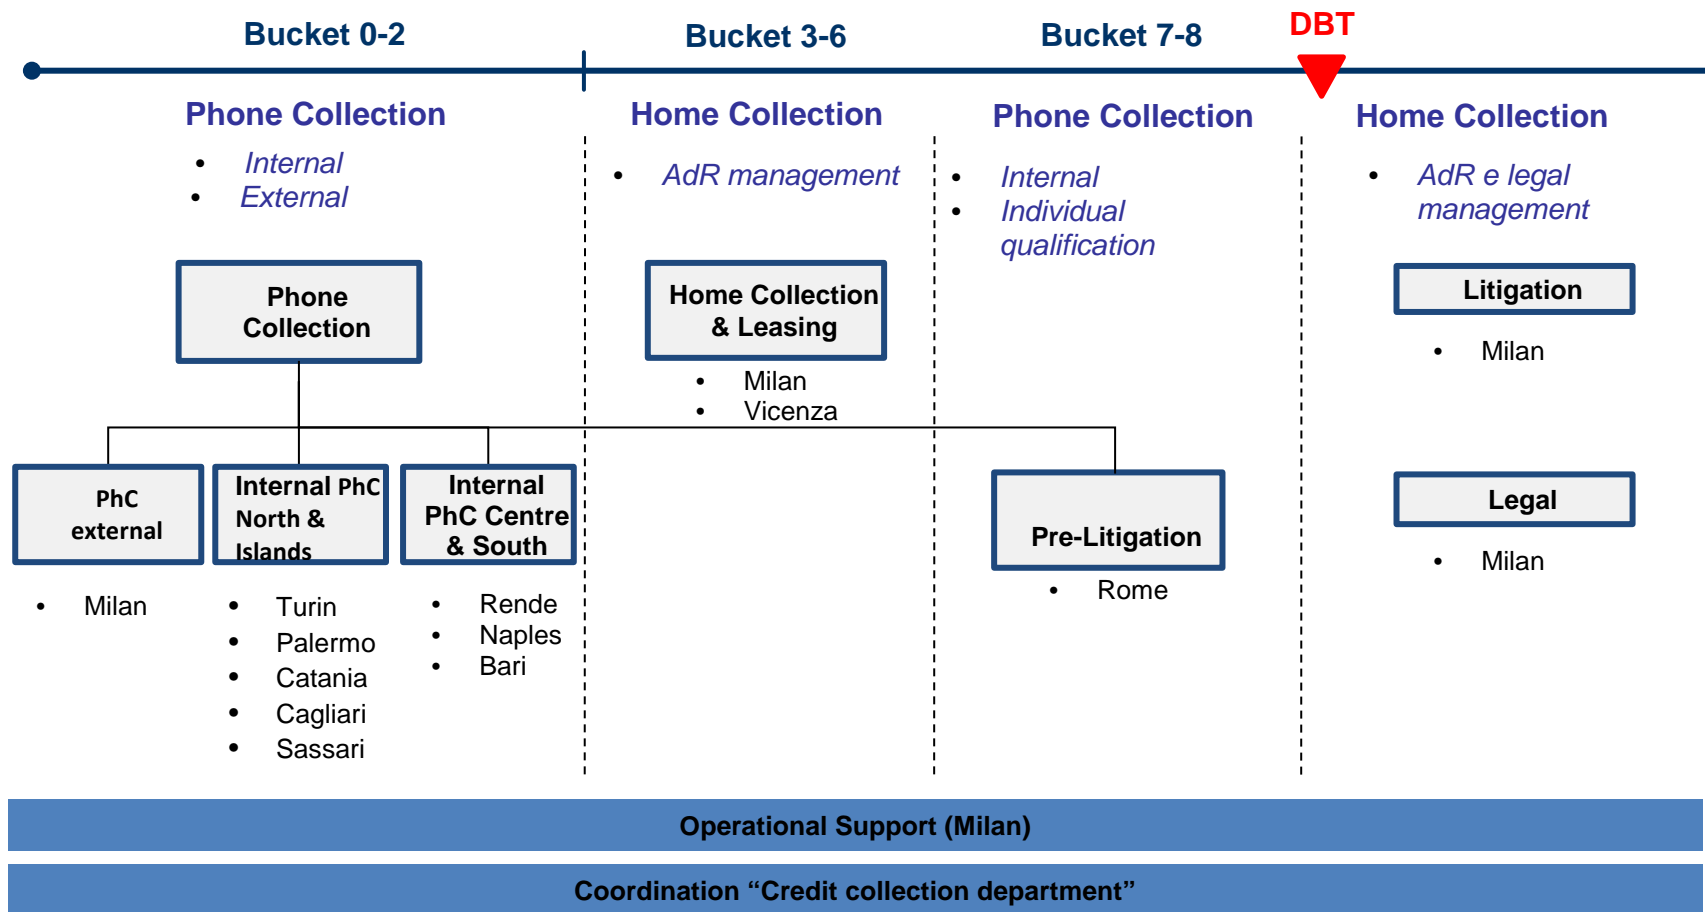 Bucket 0-2
Bucket 3-6
Bucket 7-8
DBT
Phone Collection
• Internal
• External
Home Collection
• AdR management
Phone Collection
• Internal
• Individual
qualification
Home Collection
• AdR e legal
management
Phone
Collection
Home Collection
& Leasing
• Milan
• Vicenza
Litigation
• Milan
PhC
external
• Milan
Internal PhC
North &
Islands
• Turin
• Palermo
• Catania
• Cagliari
• Sassari
Internal
PhC Centre
& South
• Rende
• Naples
• Bari
Pre-Litigation
• Rome
Legal
• Milan
Operational Support (Milan)
Coordination “Credit collection department”